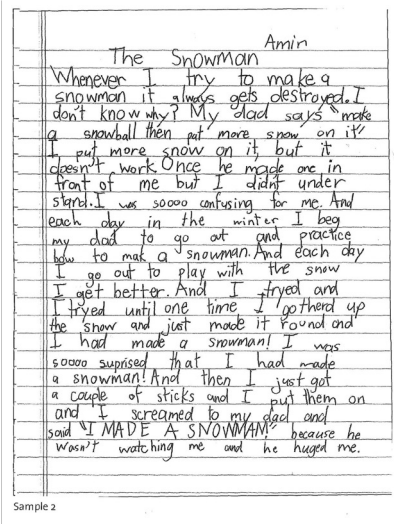 Amin
The Snowman
Whenever I try to make a
snowman it always gets destroyed. I
don't know why? My dad says "make
a snowball then pat more snow on it"
I put more snow on it, but it
doesn't work. Once he made one in
front of me but I didn't under
stand. I was soooo confusing for me. And
each day in the winter I beg
my dad to go out and practice
how to mak a snowman. And each day
I go out to play with the snow
I get better. And I tryed and
I tryed until one time I gotherd up
the snow and just made it round and
I had made a snowman! I was
soooo suprised that I had made
a snowman! And then I just got
a couple of sticks and I put them on
and I screamed to my dad and
said "I MADE A SNOWMAN!" because he
wasn't watching me and he huged me.
Sample 2